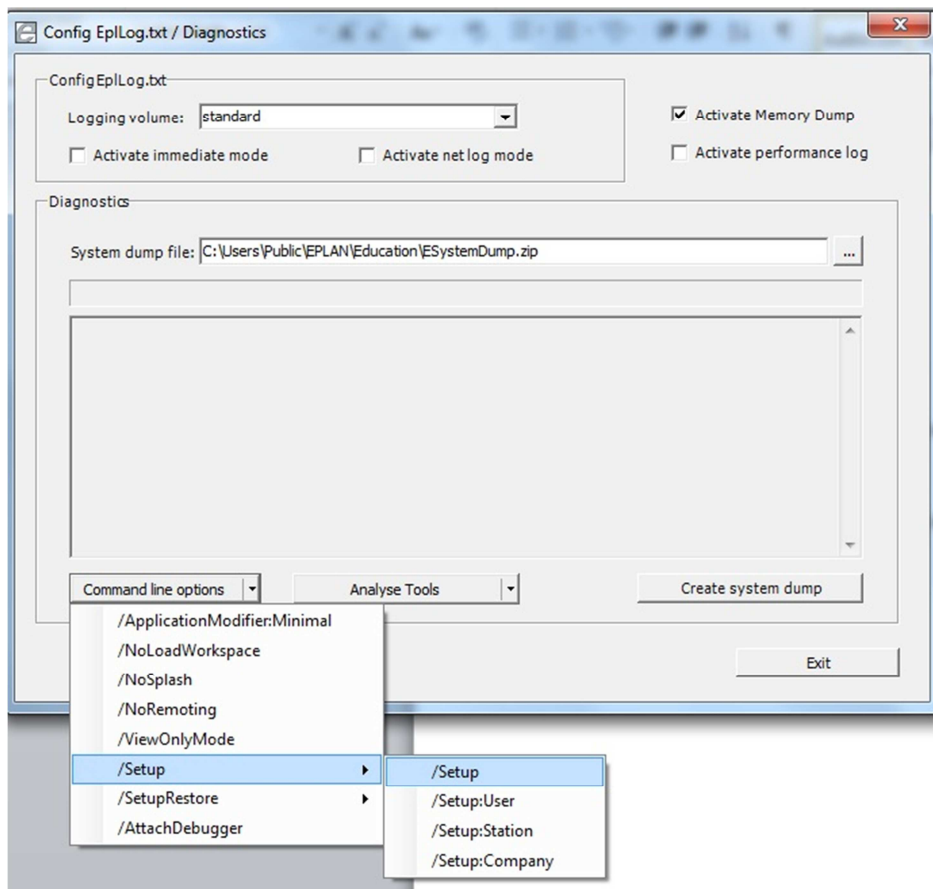 Config EplLog.txt / Diagnostics
Config EplLog.txt
Logging volume: standard
Activate Memory Dump
Activate immediate mode
Activate net log mode
Activate performance log
Diagnostics
System dump file: C:\Users\Public\EPLAN\Education\ESystemDump.zip ...
Command line options
Analyse Tools
Create system dump
/ApplicationModifier:Minimal
/NoLoadWorkspace
/NoSplash
/NoRemoting
/ViewOnlyMode
/Setup
/SetupRestore
/AttachDebugger
/Setup
/Setup:User
/Setup:Station
/Setup:Company
Exit